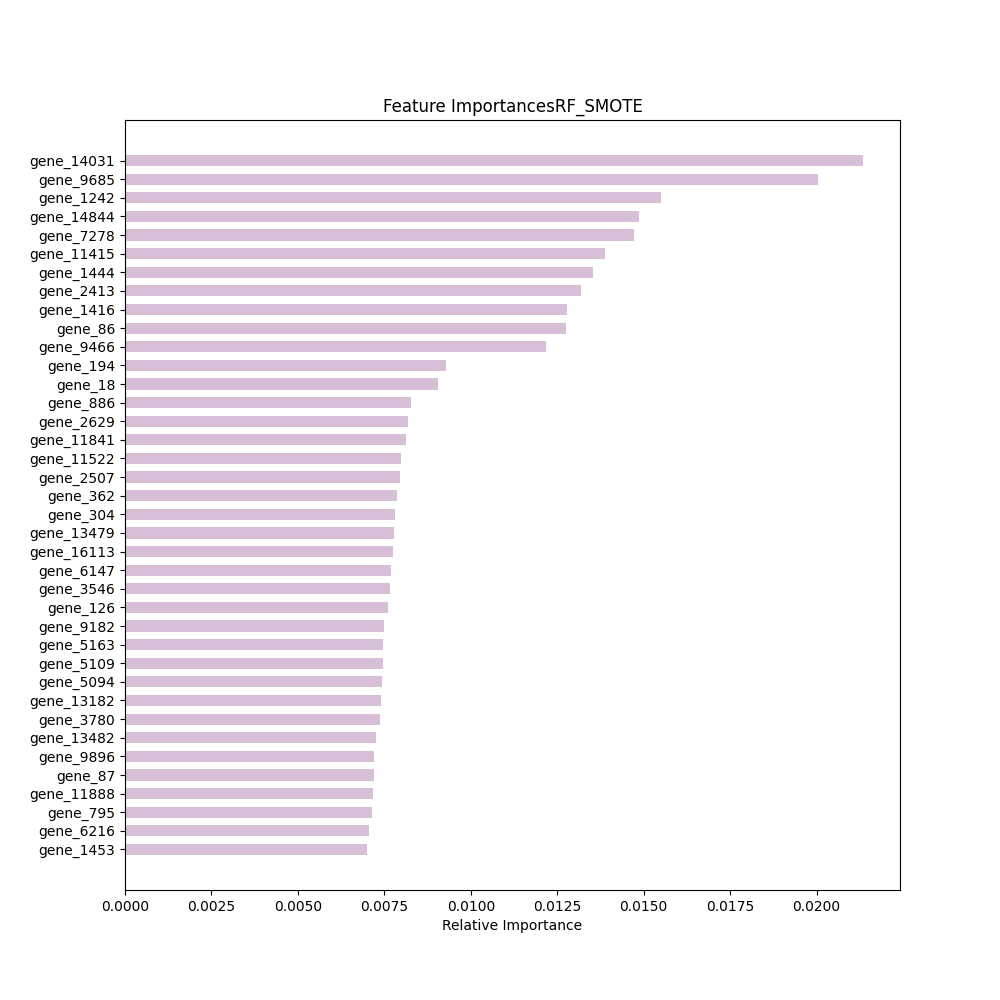 Feature ImportancesRF_SMOTE
gene_14031
gene_9685
gene_1242
gene_14844
gene_7278
gene_11415
gene_1444
gene_2413
gene_1416
gene_86
gene_9466
gene_194
gene_18
gene_886
gene_2629
gene_11841
gene_11522
gene_2507
gene_362
gene_304
gene_13479
gene_16113
gene_6147
gene_3546
gene_126
gene_9182
gene_5163
gene_5109
gene_5094
gene_13182
gene_3780
gene_13482
gene_9896
gene_87
gene_11888
gene_795
gene_6216
gene_1453
0.0000 0.0025 0.0050 0.0075 0.0100 0.0125 0.0150 0.0175 0.0200
Relative Importance